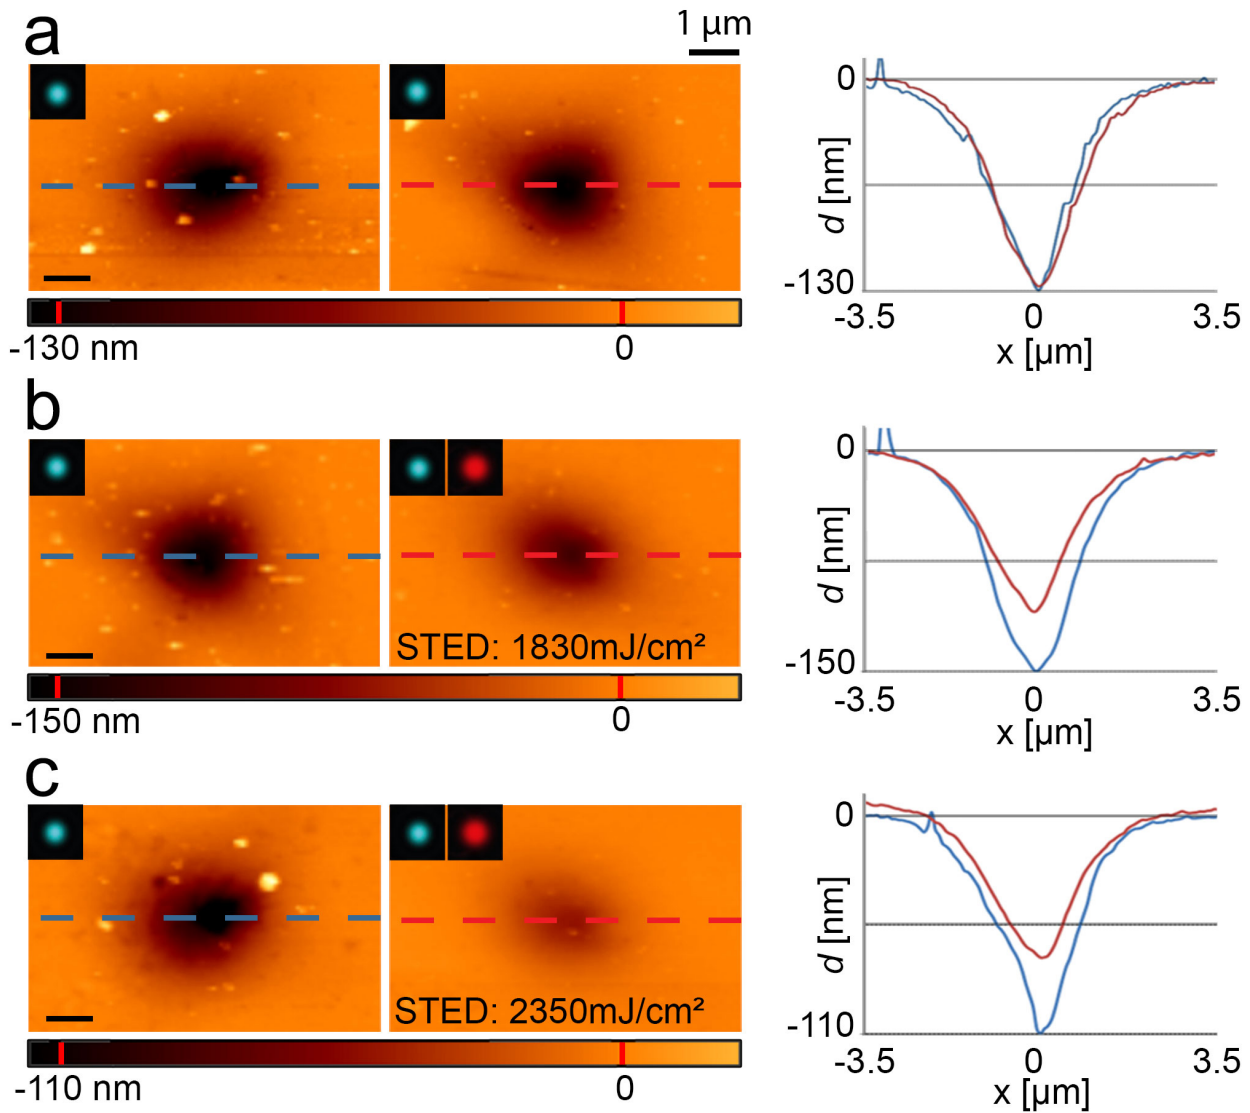 a
1 µm
0
d [nm]
-130
-3.5 0 3.5
x [µm]
-130 nm 0
b
STED: 1830mJ/cm²
0
d [nm]
-150
-3.5 0 3.5
x [µm]
-150 nm 0
c
STED: 2350mJ/cm²
0
d [nm]
-110
-3.5 0 3.5
x [µm]
-110 nm 0